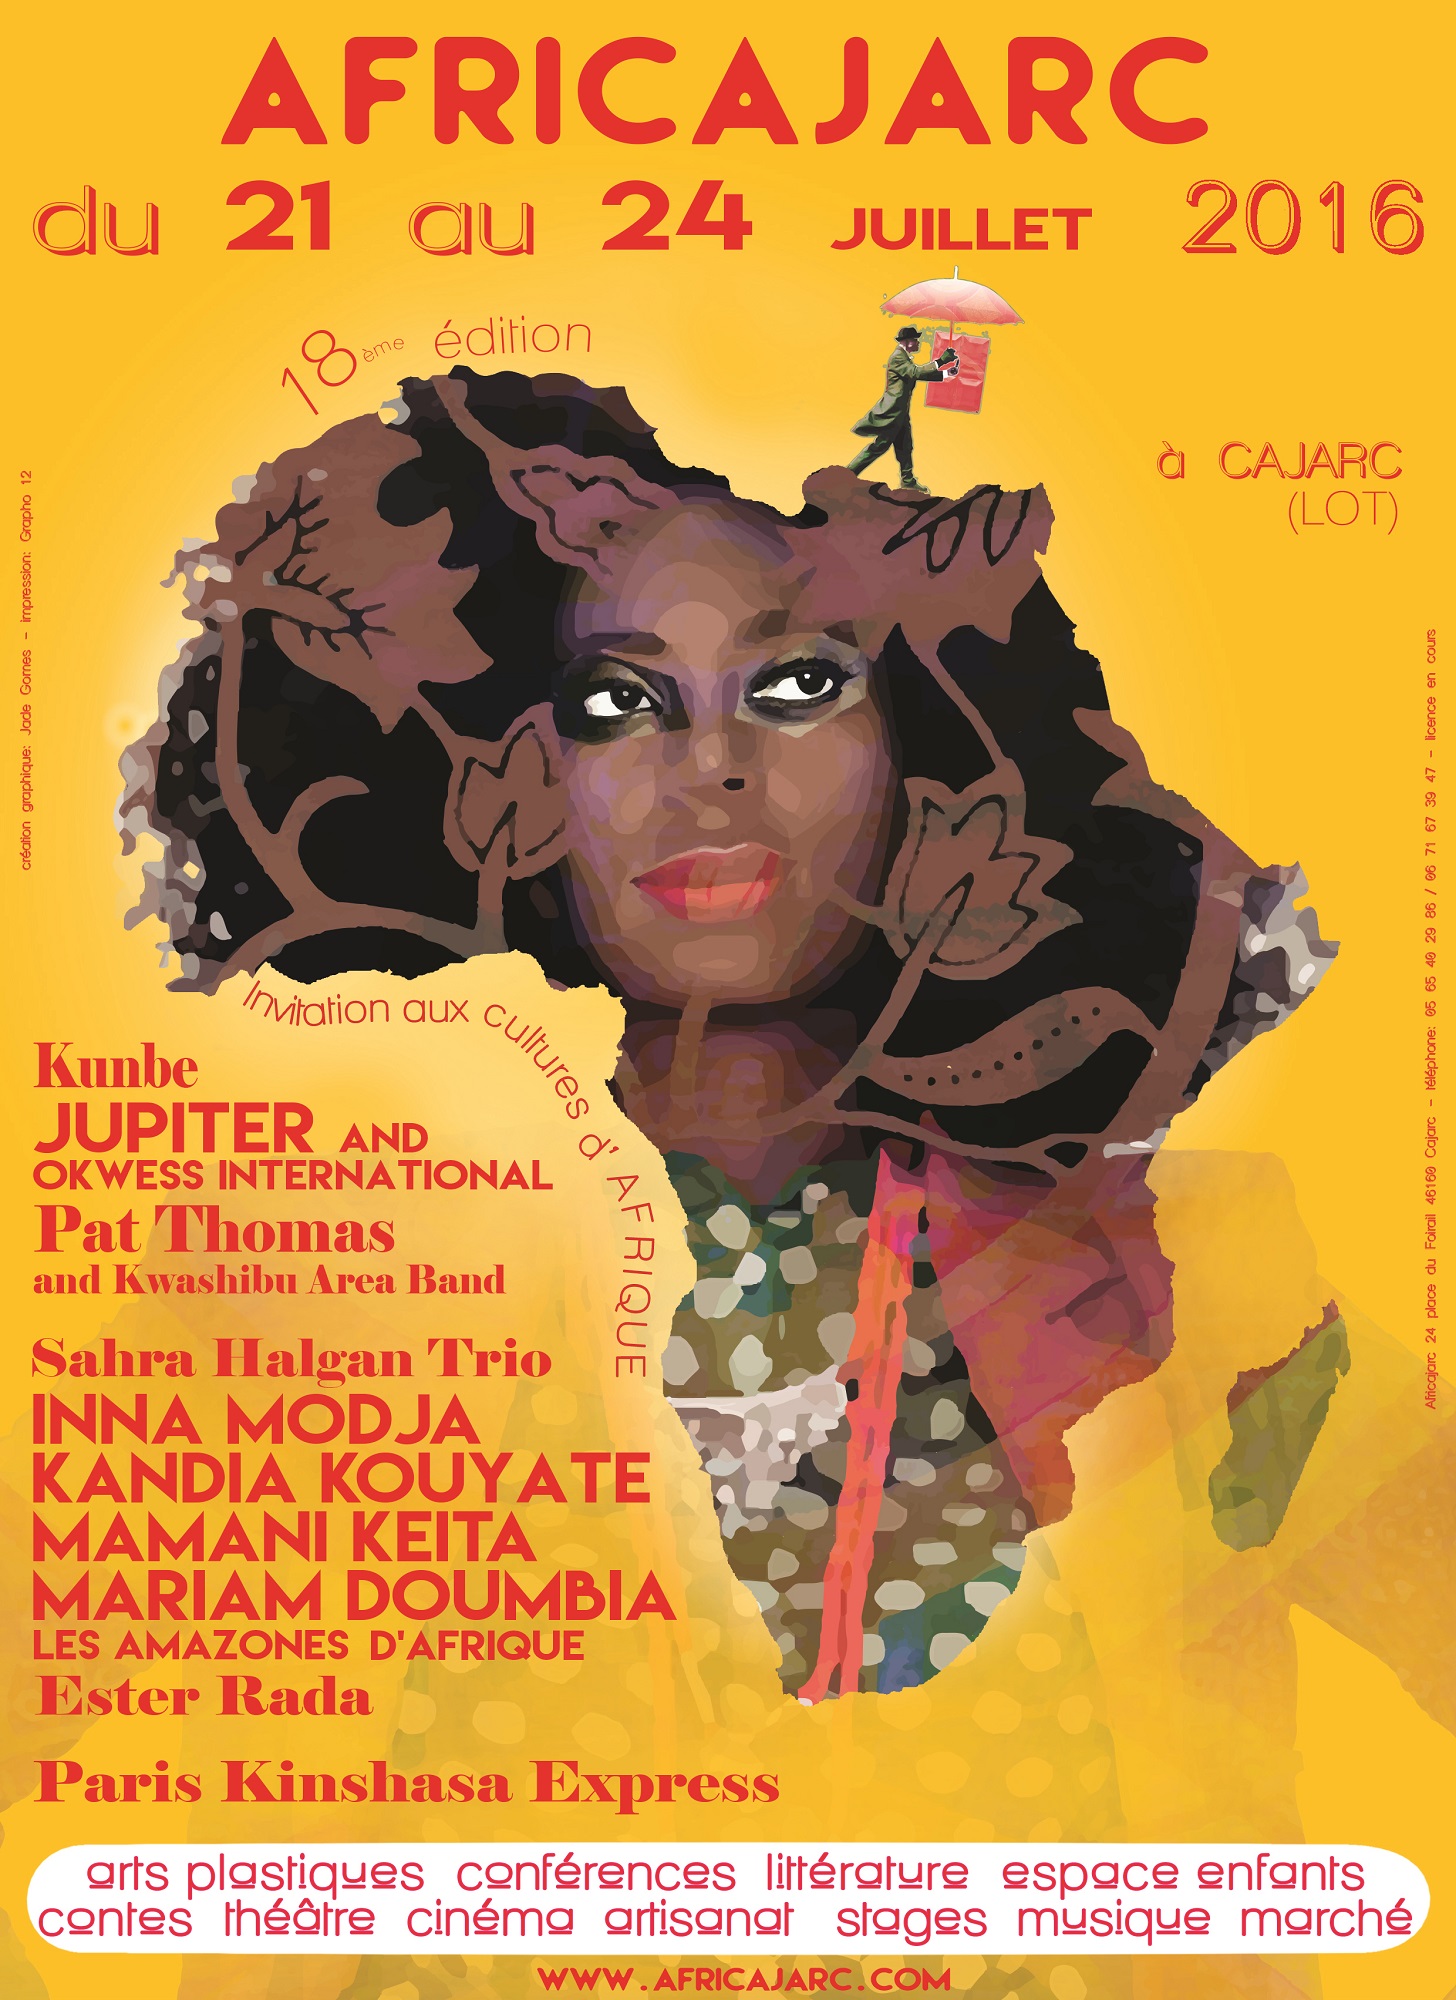 AFRICAJARC
du 21 au 24 JUILLET 2016
18ème édition
à CAJARC
(LOT)
création graphique: Jade Gomes - impression: Grapho 12
Africajarc 24 place du Foirail 46160 Cajarc - téléphone: 05 65 40 29 86 / 06 71 67 39 47 - licence en cours
Invitation aux cultures d' AFRIQUE
Kunbe
JUPITER AND
OKWESS INTERNATIONAL
Pat Thomas
and Kwashibu Area Band
Sahra Halgan Trio
INNA MODJA
KANDIA KOUYATE
MAMANI KEITA
MARIAM DOUMBIA
LES AMAZONES D'AFRIQUE
Ester Rada
Paris Kinshasa Express
arts plastiques conférences littérature espace enfants
contes théâtre cinéma artisanat stages musique marché
WWW.AFRICAJARC.COM